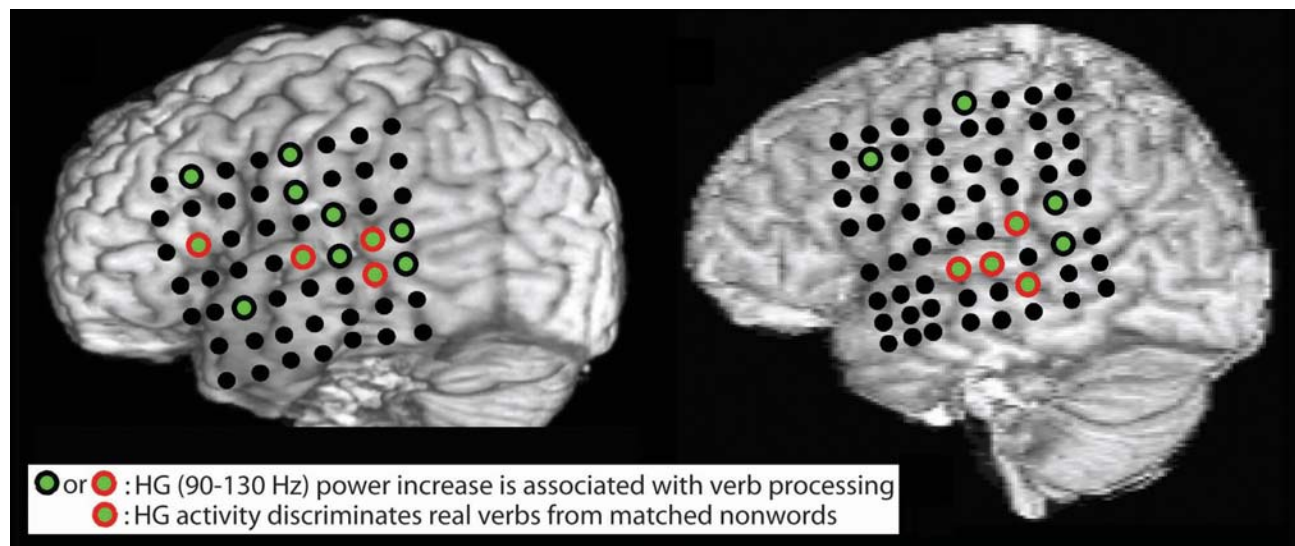 or : HG (90-130 Hz) power increase is associated with verb processing
: HG activity discriminates real verbs from matched nonwords